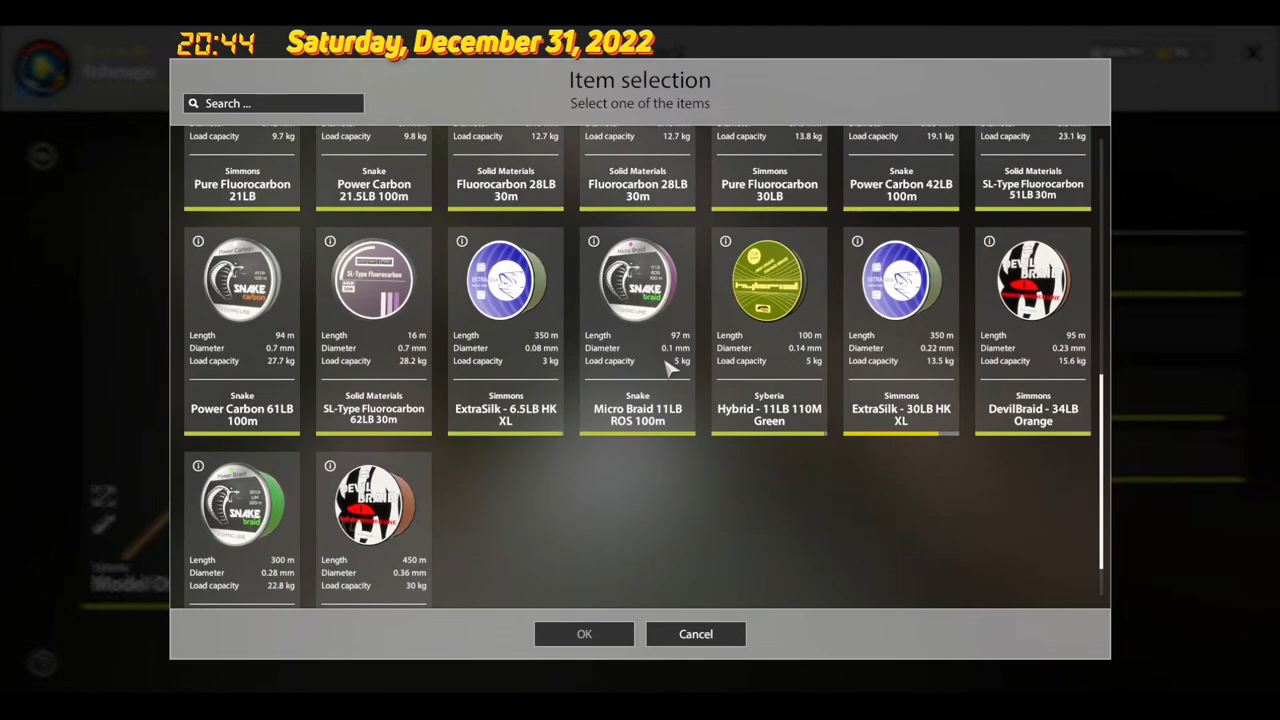 20:44 Saturday, December 31, 2022
Item selection
Select one of the items
Search ...
Load capacity 9.7 kg
Load capacity 9.8 kg
Load capacity 12.7 kg
Load capacity 12.7 kg
Load capacity 13.8 kg
Load capacity 19.1 kg
Load capacity 23.1 kg
Simmons
Pure Fluorocarbon
21LB
Snake
Power Carbon
21.5LB 100m
Solid Materials
Fluorocarbon 28LB
30m
Solid Materials
Fluorocarbon 28LB
30m
Simmons
Pure Fluorocarbon
30LB
Snake
Power Carbon 42LB
100m
Solid Materials
SL-Type Fluorocarbon
51LB 30m
Length 94 m
Diameter 0.7 mm
Load capacity 27.7 kg
Snake
Power Carbon 61LB
100m
Length 16 m
Diameter 0.7 mm
Load capacity 28.2 kg
Solid Materials
SL-Type Fluorocarbon
62LB 30m
Length 350 m
Diameter 0.08 mm
Load capacity 3 kg
Simmons
ExtraSilk - 6.5LB HK
XL
Length 97 m
Diameter 0.1 mm
Load capacity 5 kg
Snake
Micro Braid 11LB
ROS 100m
Length 100 m
Diameter 0.14 mm
Load capacity 5 kg
Syberia
Hybrid - 11LB 110M
Green
Length 350 m
Diameter 0.22 mm
Load capacity 13.5 kg
Simmons
ExtraSilk - 30LB HK
XL
Length 95 m
Diameter 0.23 mm
Load capacity 15.6 kg
Simmons
DevilBraid - 34LB
Orange
Length 300 m
Diameter 0.28 mm
Load capacity 22.8 kg
Length 450 m
Diameter 0.36 mm
Load capacity 30 kg
OK
Cancel